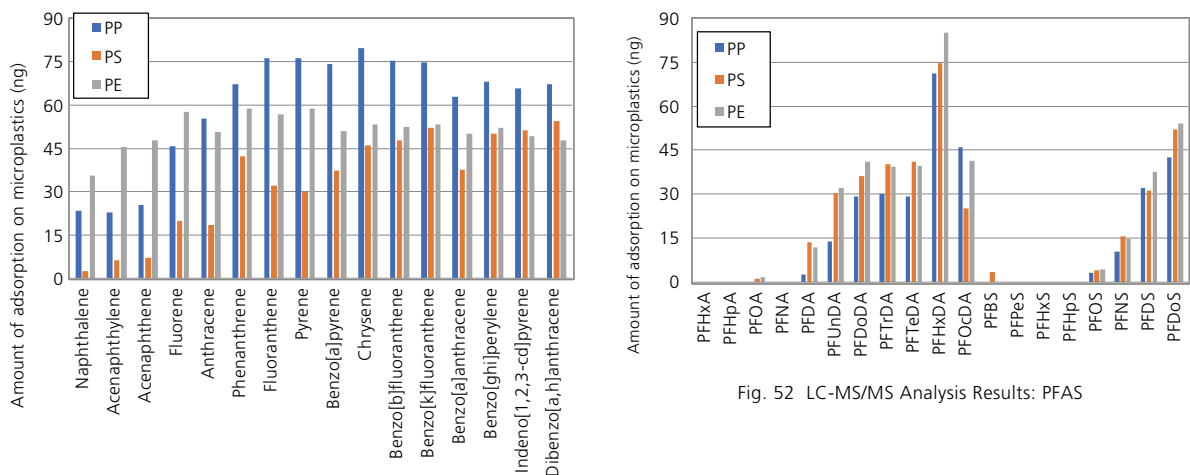 Amount of adsorption on microplastics (ng)
90
75
60
45
30
15
0
PP
PS
PE
Naphthalene
Acenaphthylene
Acenaphthene
Fluorene
Anthracene
Phenanthrene
Fluoranthene
Pyrene
Benzo[a]pyrene
Chrysene
Benzo[b]fluoranthene
Benzo[k]fluoranthene
Benzo[a]anthracene
Benzo[ghi]perylene
Indeno[1,2,3-cd]pyrene
Dibenzo[a,h]anthracene
Amount of adsorption on microplastics (ng)
90
75
60
45
30
15
0
PP
PS
PE
PFHxA
PFHpA
PFOA
PFNA
PFDA
PFUnDA
PFDoDA
PFTrDA
PFTeDA
PFHxDA
PFOcDA
PFBS
PFPeS
PFHxS
PFHpS
PFOS
PFNS
PFDS
PFDoS
Fig. 52 LC-MS/MS Analysis Results: PFAS